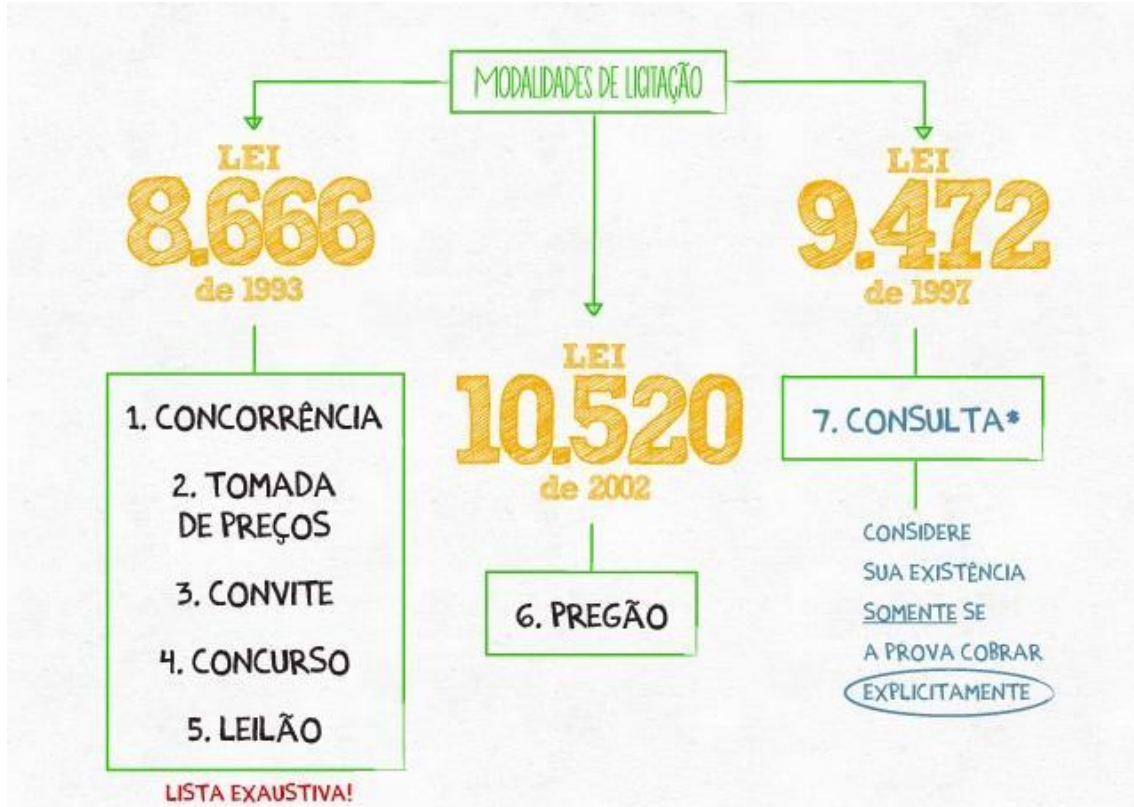 MODALIDADES DE LICITAÇÃO
LEI
8.666
de 1993
1. CONCORRÊNCIA
2. TOMADA
DE PREÇOS
3. CONVITE
4. CONCURSO
5. LEILÃO
LISTA EXAUSTIVA!
LEI
10.520
de 2002
6. PREGÃO
LEI
9.472
de 1997
7. CONSULTA*
CONSIDERE
SUA EXISTÊNCIA
SOMENTE SE
A PROVA COBRAR
EXPLICITAMENTE